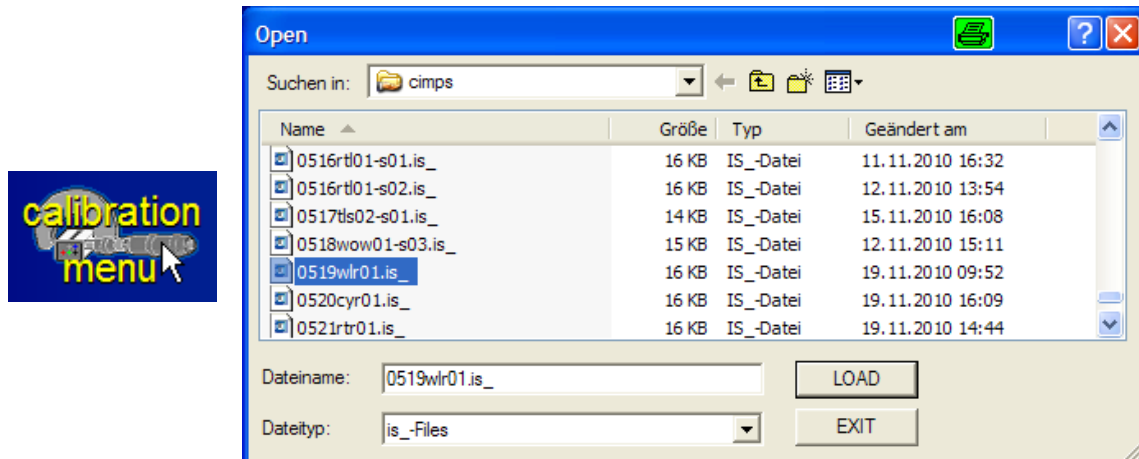 calibration
menu
Open
Suchen in: cimps
Name Größe Typ Geändert am
0516rtl01-s01.is_ 16 KB IS_-Datei 11.11.2010 16:32
0516rtl01-s02.is_ 16 KB IS_-Datei 12.11.2010 13:54
0517tls02-s01.is_ 14 KB IS_-Datei 15.11.2010 16:08
0518wow01-s03.is_ 15 KB IS_-Datei 12.11.2010 15:11
0519wlr01.is_ 16 KB IS_-Datei 19.11.2010 09:52
0520cyr01.is_ 16 KB IS_-Datei 19.11.2010 16:09
0521rtr01.is_ 16 KB IS_-Datei 19.11.2010 14:44
Dateiname: 0519wlr01.is_ LOAD
Dateityp: is_-Files EXIT